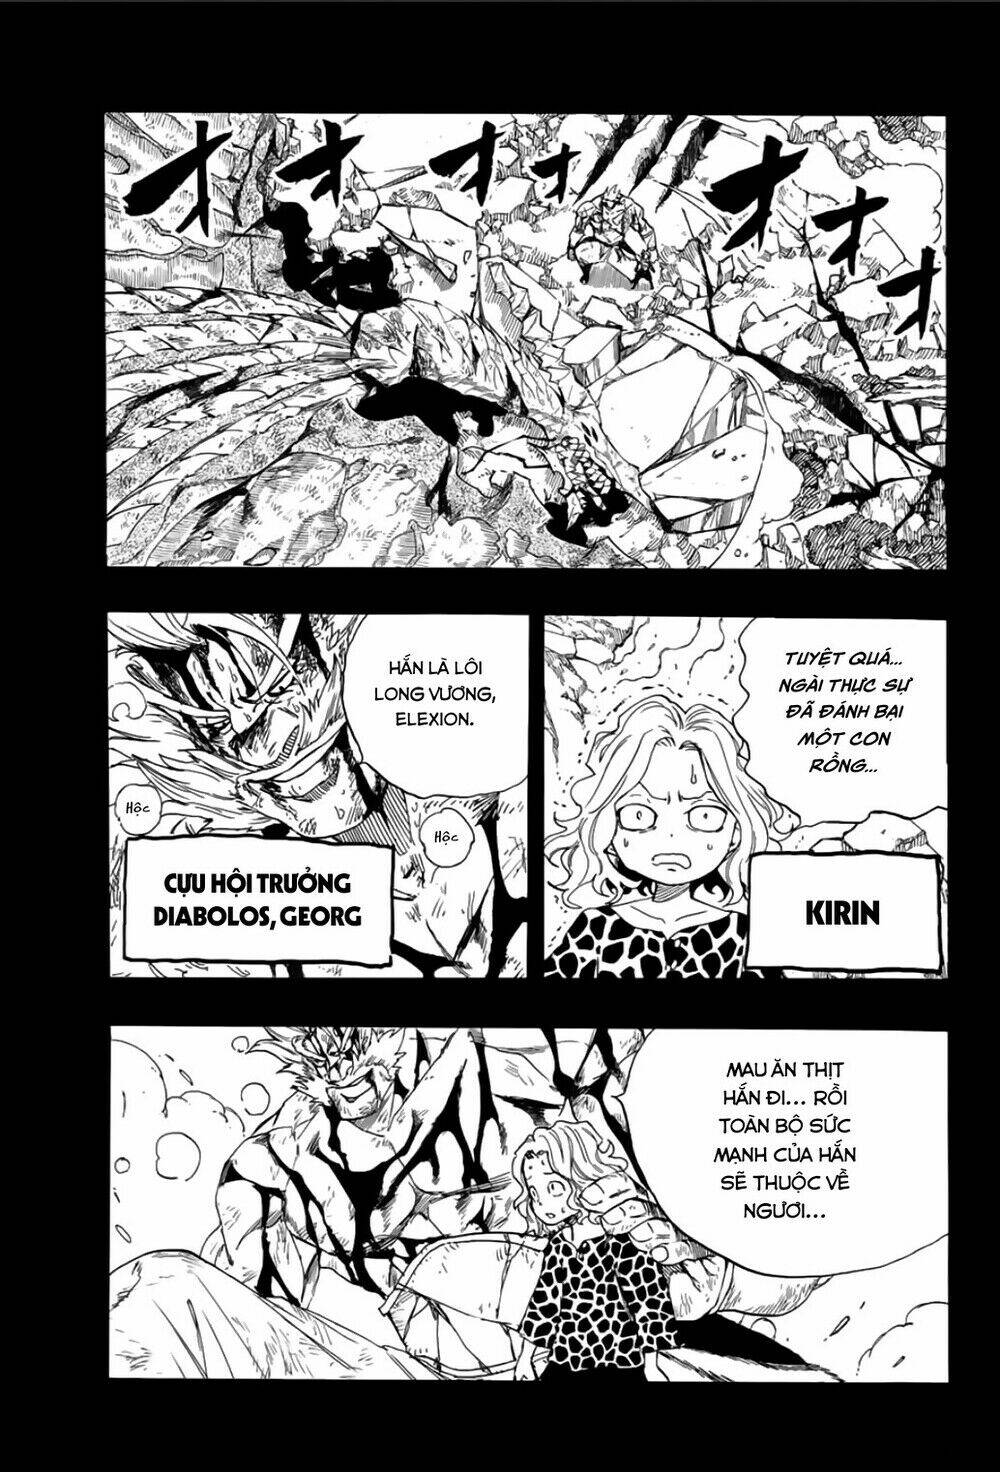 オオオオオオ
TUYỆT QUÁ...
NGÀI THỰC SỰ
ĐÃ ĐÁNH BẠI
MỘT CON
RỒNG...
KIRIN
HẮN LÀ LÔI
LONG VƯƠNG,
ELEXION.
Hộc
Hộc
CỰU HỘI TRƯỞNG
DIABOLOS, GEORG
MAU ĂN THỊT
HẮN ĐI... RỒI
TOÀN BỘ SỨC
MẠNH CỦA HẮN
SẼ THUỘC VỀ
NGƯƠI...